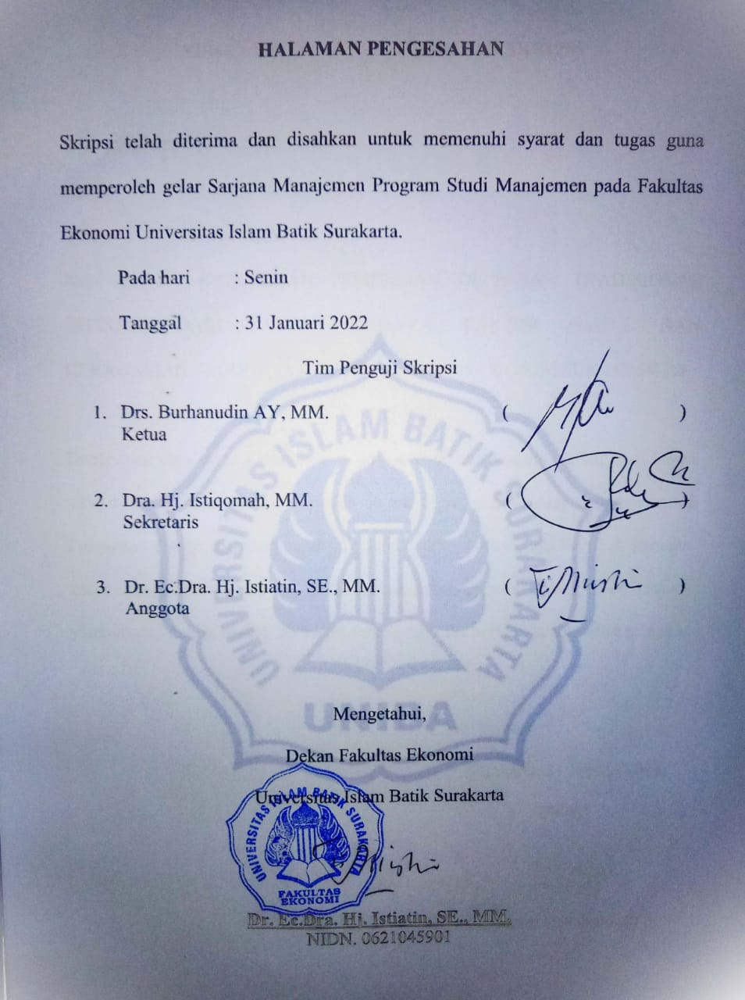 HALAMAN PENGESAHAN
Skripsi telah diterima dan disahkan untuk memenuhi syarat dan tugas guna
memperoleh gelar Sarjana Manajemen Program Studi Manajemen pada Fakultas
Ekonomi Universitas Islam Batik Surakarta.
Pada hari : Senin
Tanggal : 31 Januari 2022
Tim Penguji Skripsi
1. Drs. Burhanudin AY, MM. ( )
Ketua
2. Dra. Hj. Istiqomah, MM. ( )
Sekretaris
3. Dr. Ec.Dra. Hj. Istiatin, SE., MM. ( )
Anggota
UNIVERSITAS ISLAM BATIK SURAKARTA
UNIBA
Mengetahui,
Dekan Fakultas Ekonomi
Universitas Islam Batik Surakarta
UNIVERSITAS ISLAM BATIK SURAKARTA
FAKULTAS
EKONOMI
Dr. Ec.Dra. Hj. Istiatin, SE., MM.
NIDN. 0621045901